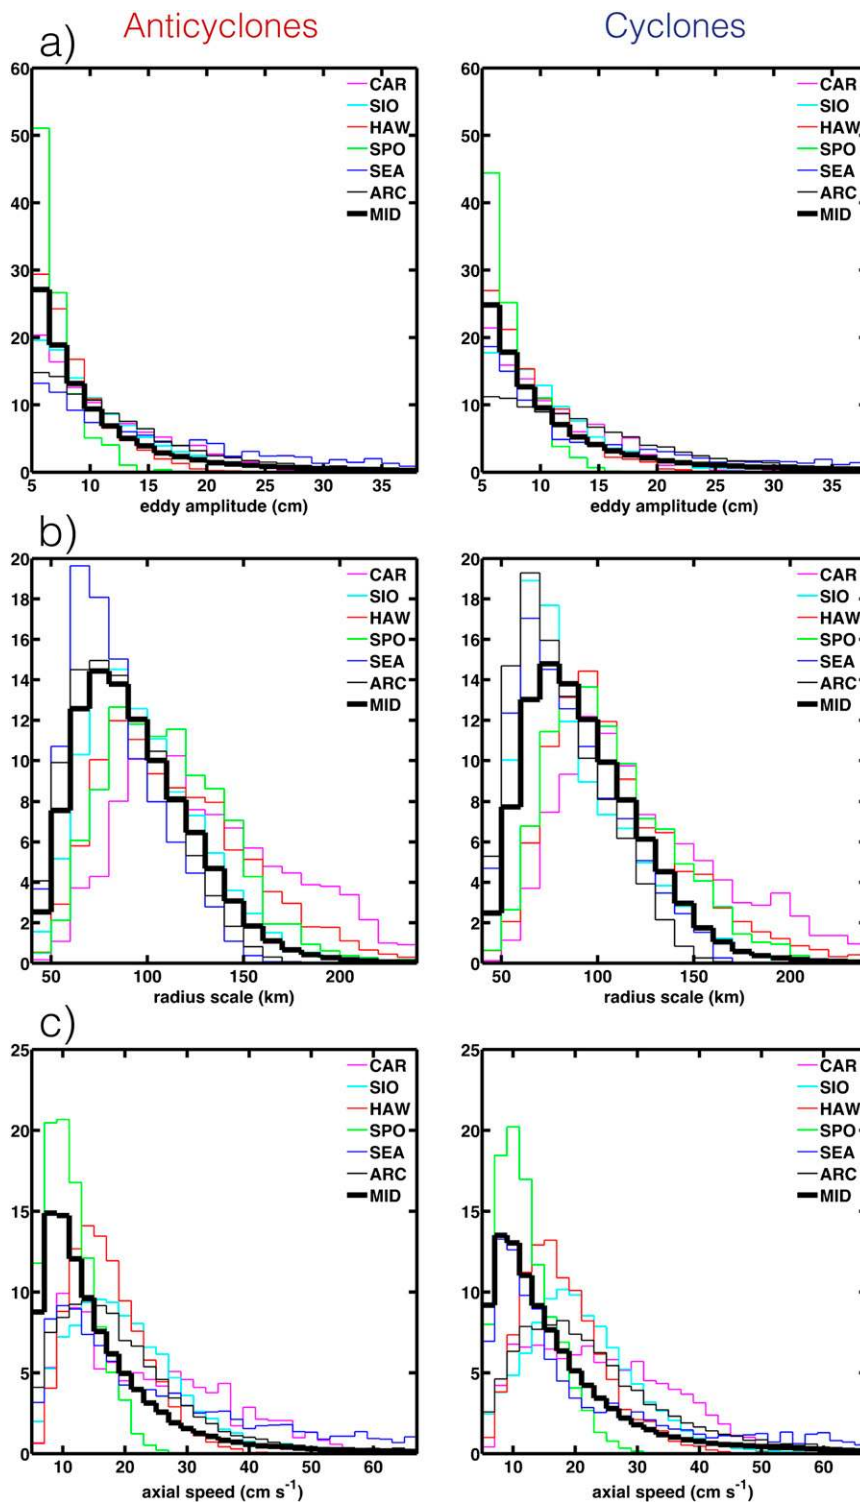 Anticyclones
Cyclones
a)
60
50
40
30
20
10
0
5
10
15
20
25
30
35
eddy amplitude (cm)
CAR
SIO
HAW
SPO
SEA
ARC
MID
60
50
40
30
20
10
0
5
10
15
20
25
30
35
eddy amplitude (cm)
CAR
SIO
HAW
SPO
SEA
ARC
MID
b)
20
18
16
14
12
10
8
6
4
2
0
50
100
150
200
radius scale (km)
CAR
SIO
HAW
SPO
SEA
ARC
MID
20
18
16
14
12
10
8
6
4
2
0
50
100
150
200
radius scale (km)
CAR
SIO
HAW
SPO
SEA
ARC
MID
c)
25
20
15
10
5
0
10
20
30
40
50
60
axial speed (cm s⁻¹)
CAR
SIO
HAW
SPO
SEA
ARC
MID
25
20
15
10
5
0
10
20
30
40
50
60
axial speed (cm s⁻¹)
CAR
SIO
HAW
SPO
SEA
ARC
MID